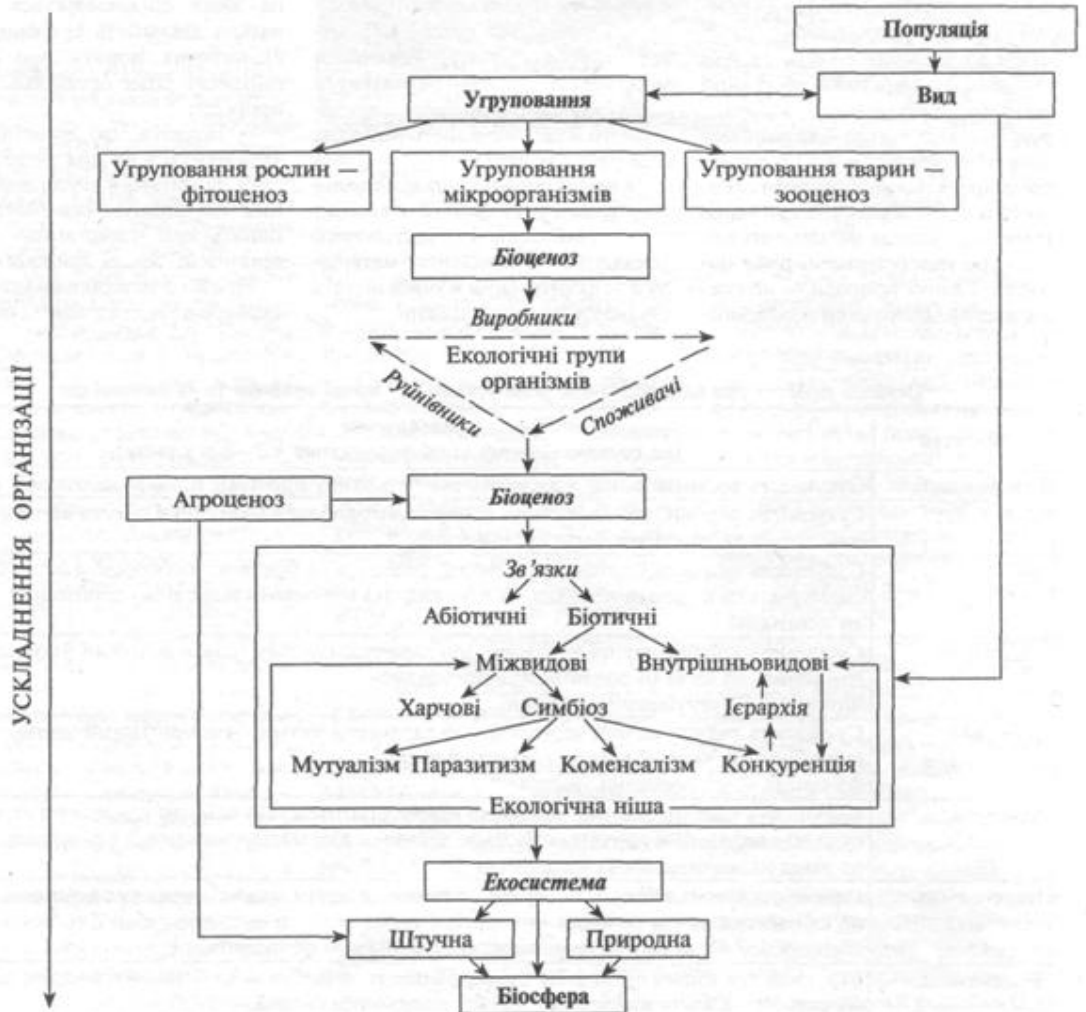 Популяція
Угруповання
Вид
Угруповання рослин —
фітоценоз
Угруповання
мікроорганізмів
Угруповання тварин —
зооценоз
Біоценоз
Виробники
Екологічні групи
організмів
Руйнівники
Споживачі
Агроценоз
Біоценоз
Зв’язки
Абіотичні
Біотичні
Міжвидові
Внутрішньовидові
Харчові
Симбіоз
Ієрархія
Мутуалізм
Паразитизм
Коменсалізм
Конкуренція
Екологічна ніша
Екосистема
Штучна
Природна
Біосфера
УСКЛАДНЕННЯ ОРГАНІЗАЦІЇ